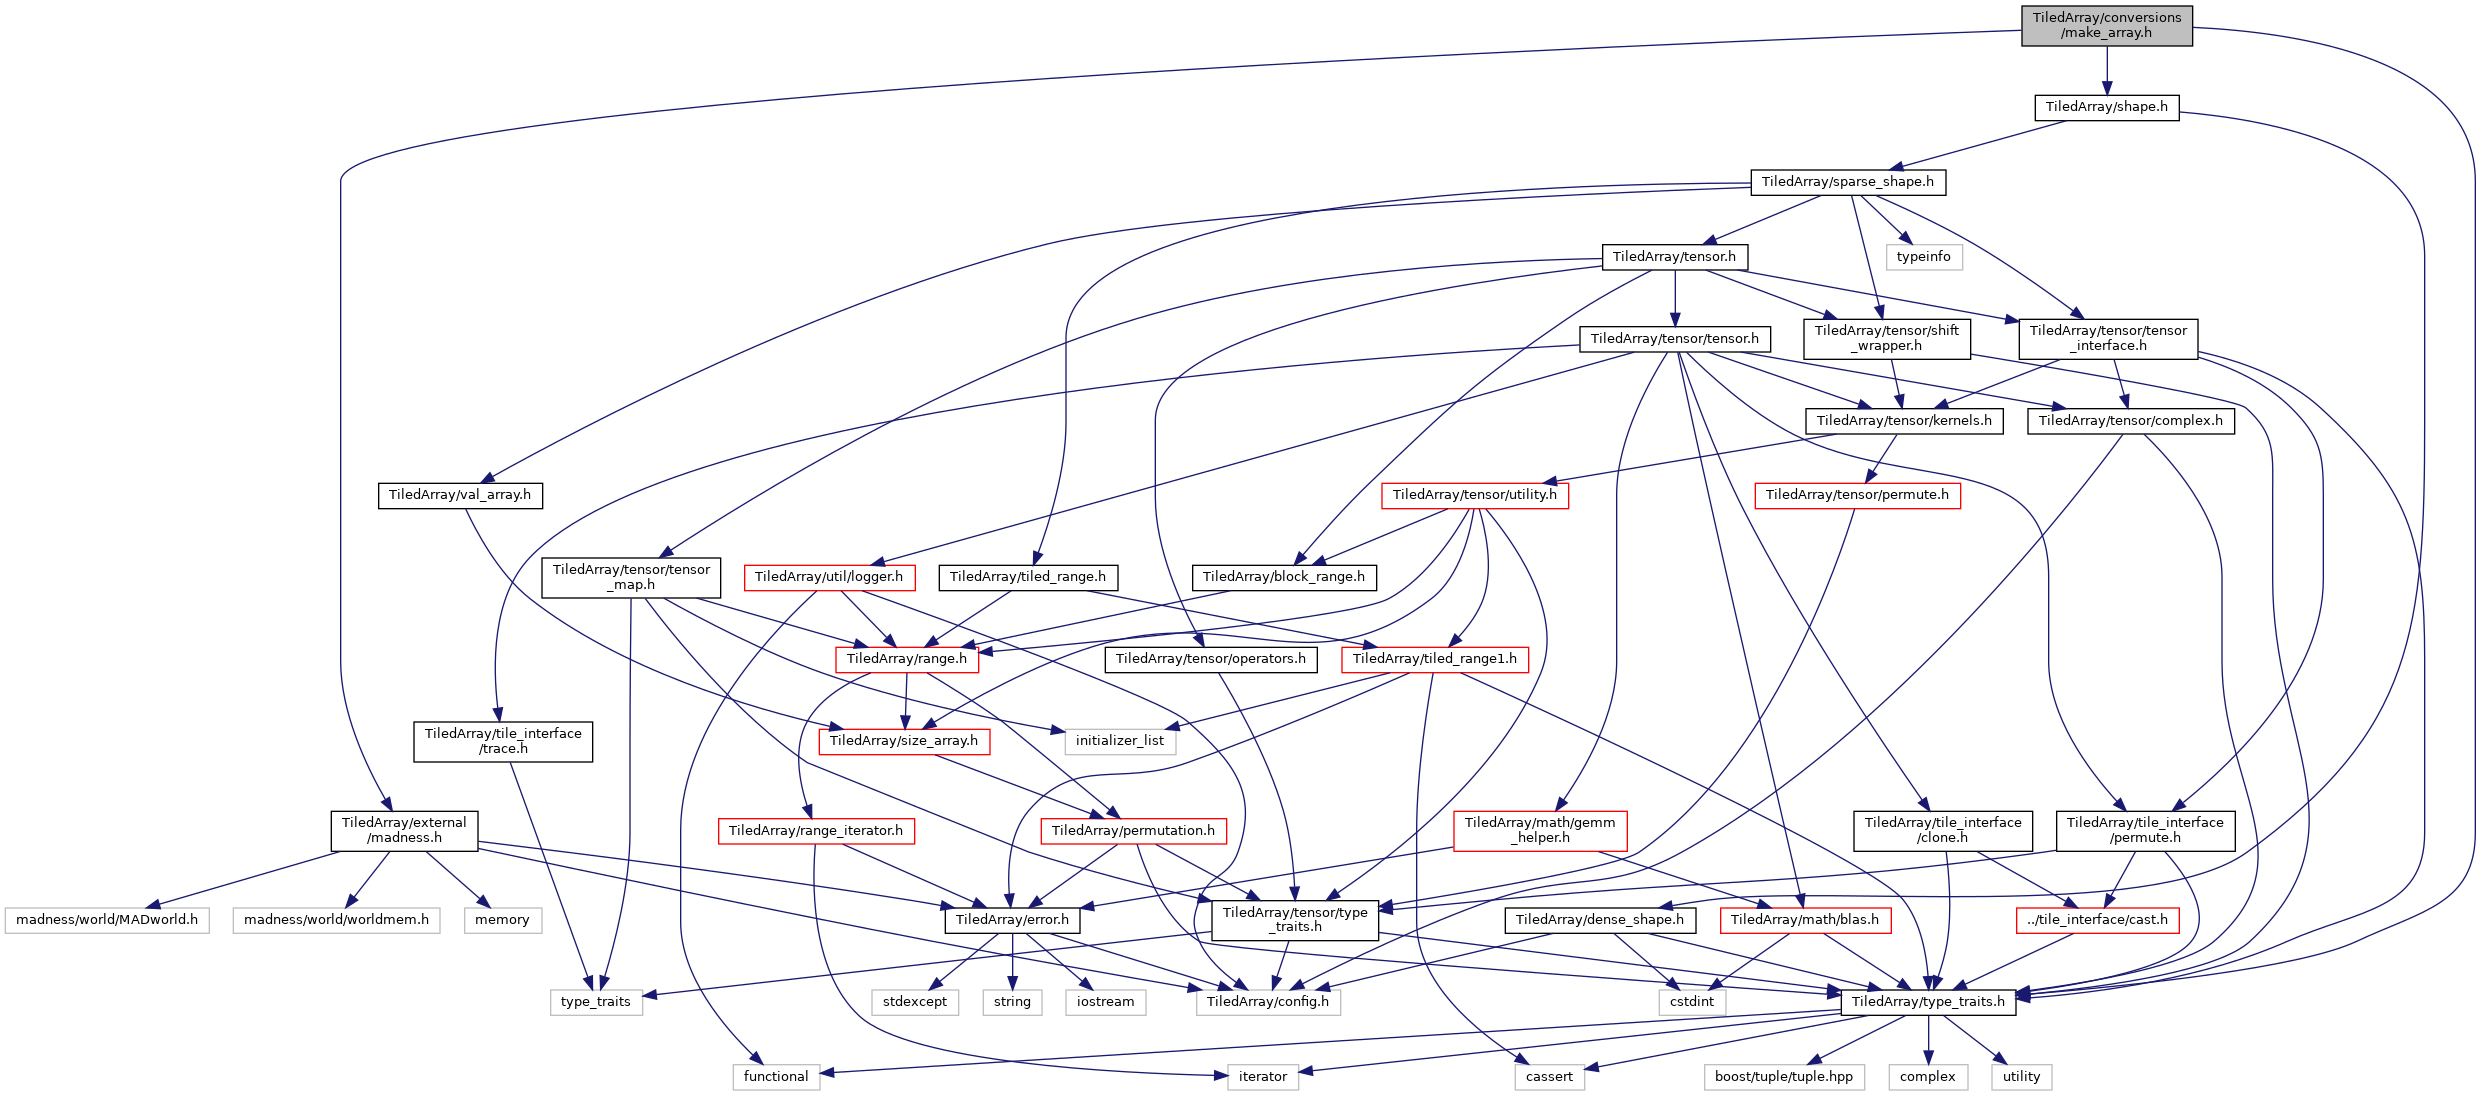 TiledArray/conversions
/make_array.h
TiledArray/shape.h
TiledArray/sparse_shape.h
TiledArray/tensor.h
typeinfo
TiledArray/tensor/tensor.h
TiledArray/tensor/shift
_wrapper.h
TiledArray/tensor/tensor
_interface.h
TiledArray/tensor/kernels.h
TiledArray/tensor/complex.h
TiledArray/val_array.h
TiledArray/tensor/utility.h
TiledArray/tensor/permute.h
TiledArray/tensor/tensor
_map.h
TiledArray/util/logger.h
TiledArray/tiled_range.h
TiledArray/block_range.h
TiledArray/range.h
TiledArray/tensor/operators.h
TiledArray/tiled_range1.h
TiledArray/tile_interface
/trace.h
TiledArray/size_array.h
initializer_list
TiledArray/external
/madness.h
TiledArray/range_iterator.h
TiledArray/permutation.h
TiledArray/math/gemm
_helper.h
TiledArray/tile_interface
/clone.h
TiledArray/tile_interface
/permute.h
madness/world/MADworld.h
madness/world/worldmem.h
memory
TiledArray/error.h
TiledArray/tensor/type
_traits.h
TiledArray/dense_shape.h
TiledArray/math/blas.h
../tile_interface/cast.h
type_traits
stdexcept
string
iostream
TiledArray/config.h
cstdint
TiledArray/type_traits.h
functional
iterator
cassert
boost/tuple/tuple.hpp
complex
utility